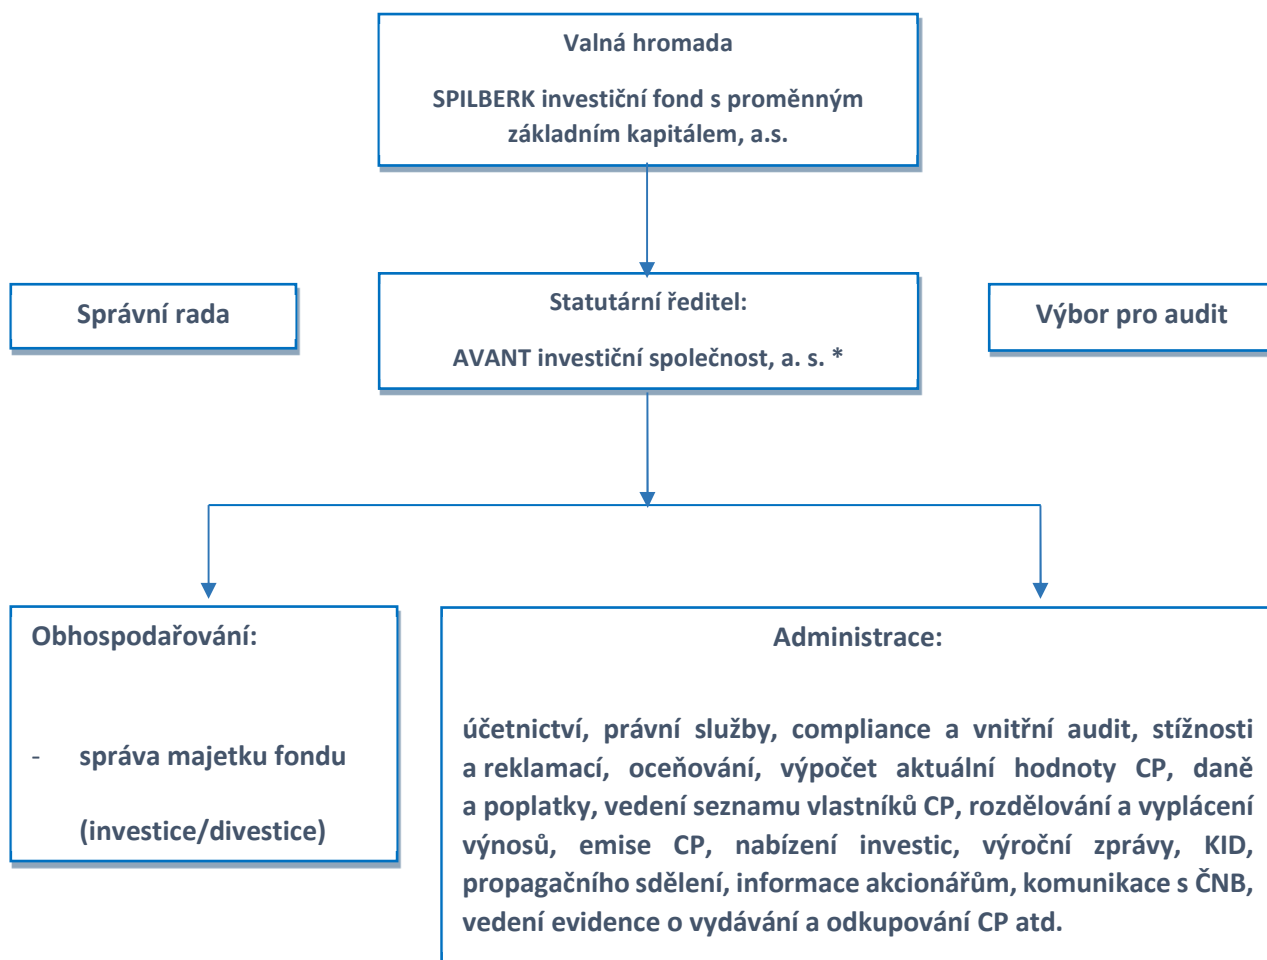 Valná hromada
SPILBERK investiční fond s proměnným
základním kapitálem, a.s.
Správní rada
Statutární ředitel:
AVANT investiční společnost, a. s. *
Výbor pro audit
Obhospodařování:
- správa majetku fondu
(investice/divestice)
Administrace:
účetnictví, právní služby, compliance a vnitřní audit, stížnosti
a reklamací, oceňování, výpočet aktuální hodnoty CP, daně
a poplatky, vedení seznamu vlastníků CP, rozdělování a vyplácení
výnosů, emise CP, nabízení investic, výroční zprávy, KID,
propagačního sdělení, informace akcionářům, komunikace s ČNB,
vedení evidence o vydávání a odkupování CP atd.